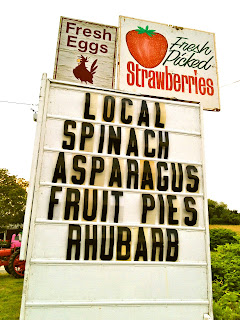 Fresh
Eggs
Fresh
Picked
Strawberries
LOCAL
SPINACH
ASPARAGUS
FRUIT PIES
RHUBARB